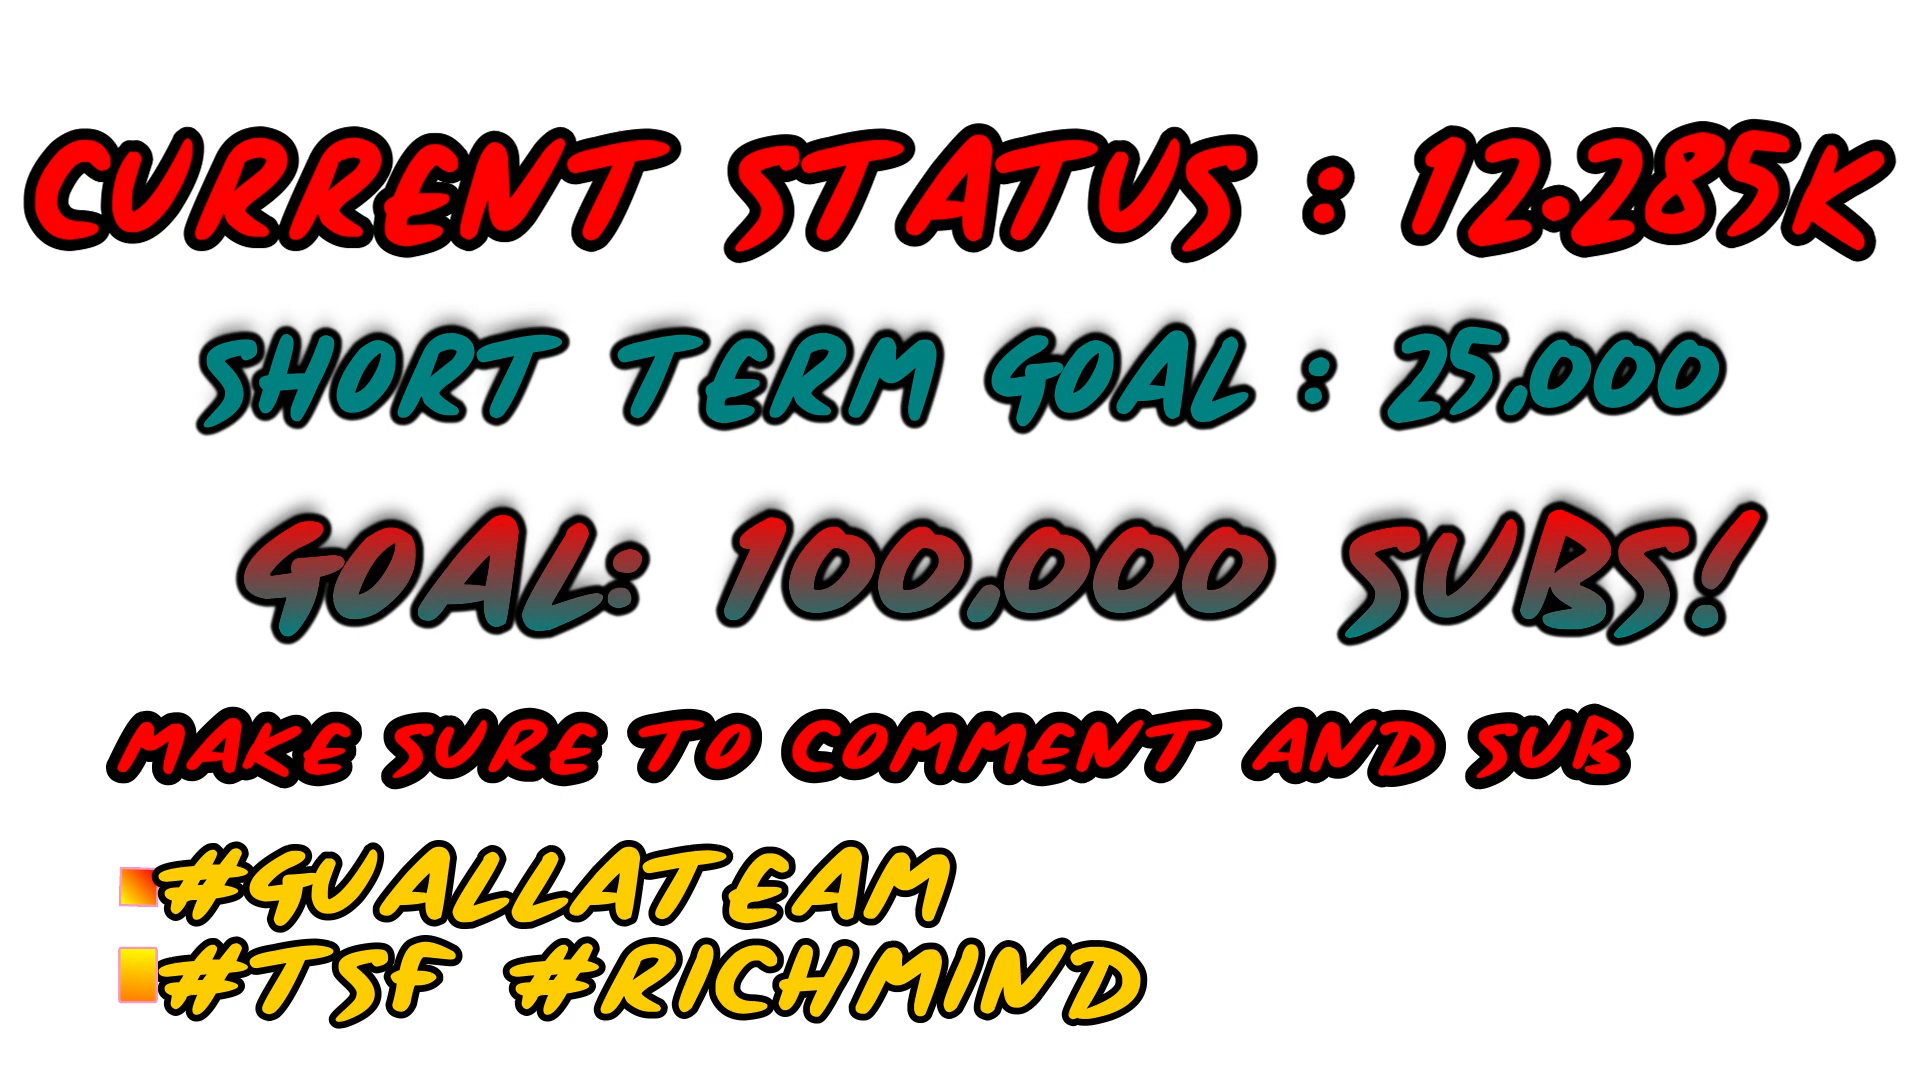 CURRENT STATUS : 12.285K
SHORT TERM GOAL : 25,000
GOAL: 100,000 SUBS!
MAKE SURE TO COMMENT AND SUB
#GUALLATEAM
#TSF #RICHMIND